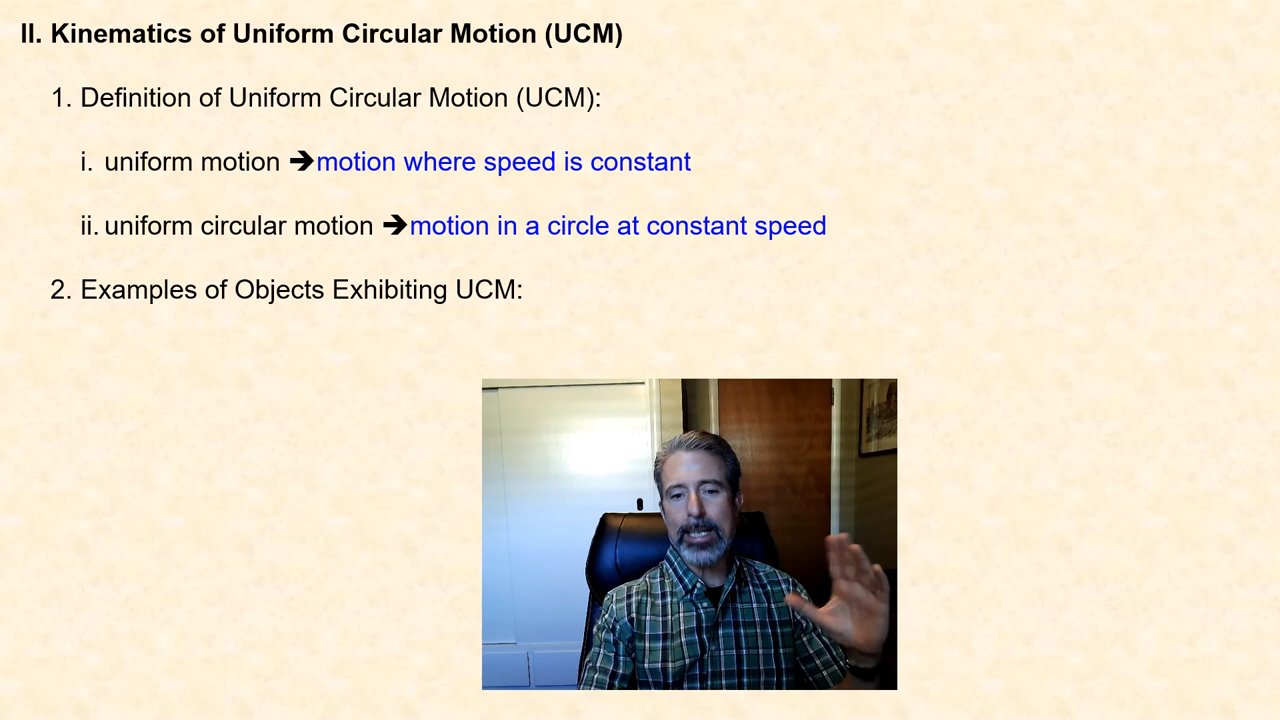 II. Kinematics of Uniform Circular Motion (UCM)
1. Definition of Uniform Circular Motion (UCM):
i. uniform motion ➔motion where speed is constant
ii. uniform circular motion ➔motion in a circle at constant speed
2. Examples of Objects Exhibiting UCM: